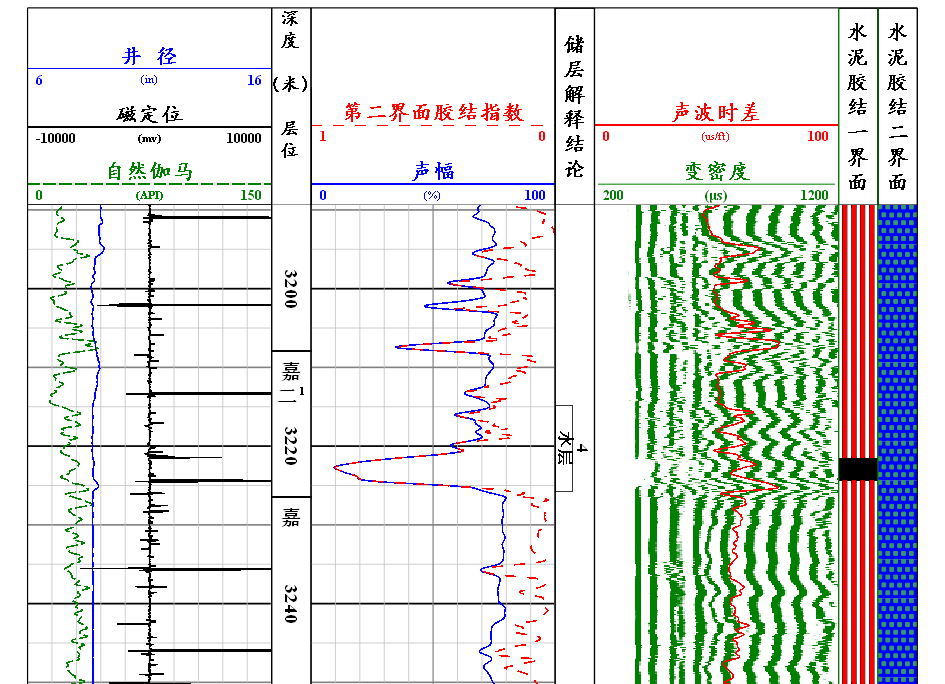 井 径
6 (in) 16
磁定位
-10000 (mv) 10000
自然伽马
0 (API) 150
深度
(米)
层位
第二界面胶结指数
1 0
声幅
0 (%) 100
储层解释结论
声波时差
0 (us/ft) 100
变密度
200 (μs) 1200
水泥胶结一界面
水泥胶结二界面
3200
嘉二1
3220
4
水层
嘉
3240